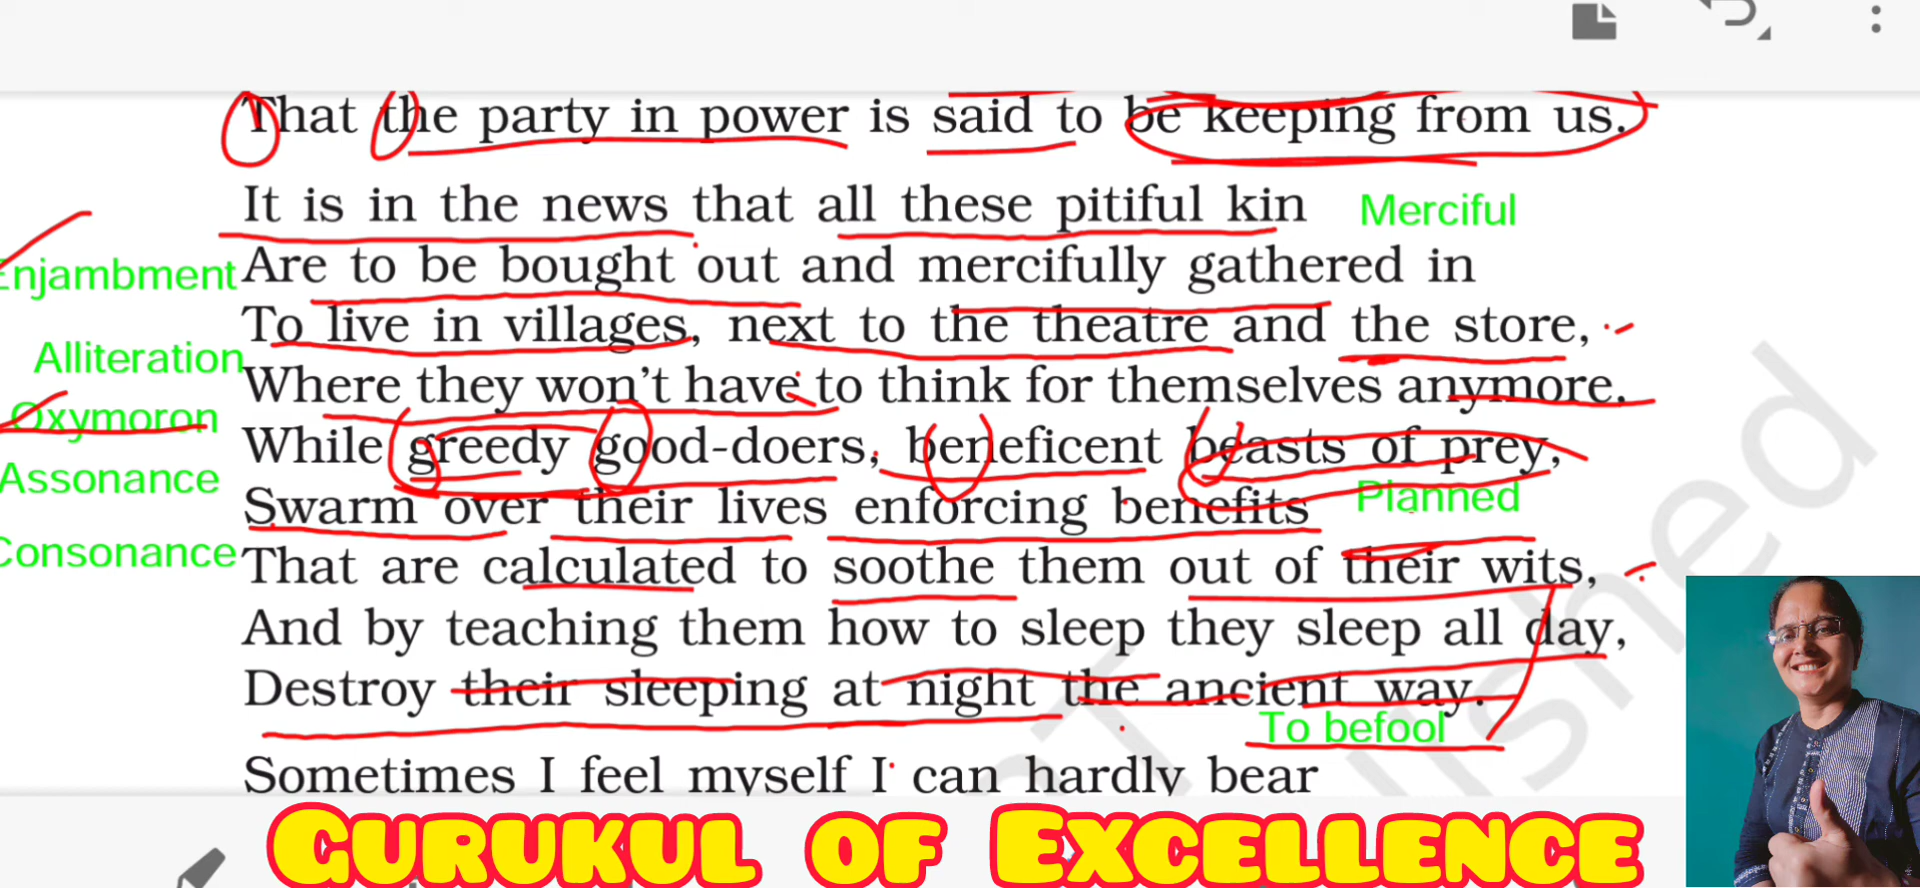 That the party in power is said to be keeping from us.
It is in the news that all these pitiful kin Merciful
Enjambment Are to be bought out and mercifully gathered in
To live in villages, next to the theatre and the store,
Alliteration
Where they won't have to think for themselves anymore.
Oxymoron
While greedy good-doers, beneficent beasts of prey,
Assonance
Swarm over their lives enforcing benefits Planned
Consonance That are calculated to soothe them out of their wits,
And by teaching them how to sleep they sleep all day,
Destroy their sleeping at night the ancient way.
To befool
Sometimes I feel myself I can hardly bear
GURUKUL OF EXCELLENCE